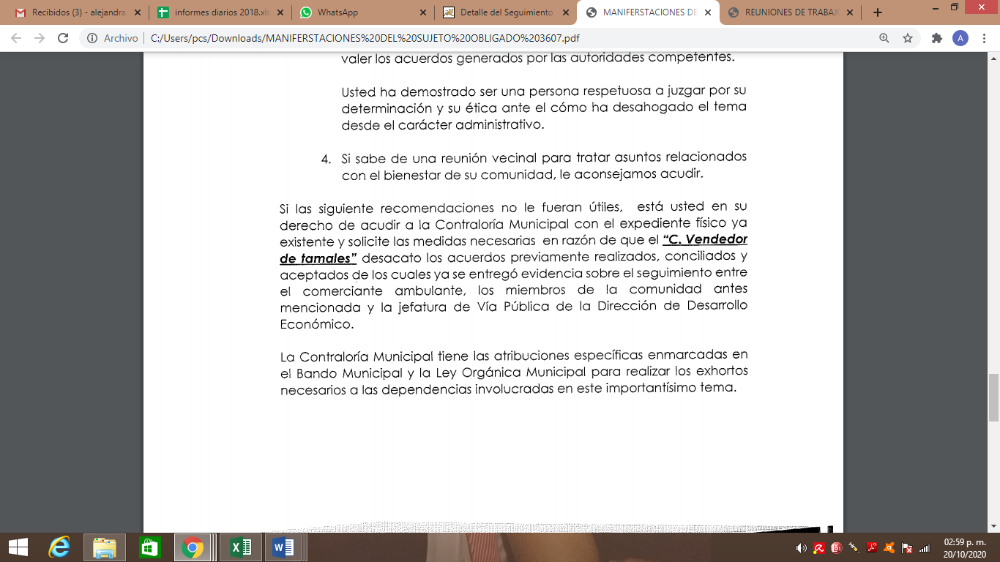 Recibidos (3) - alejandra
informes diarios 2018.xls
WhatsApp
Detalle del Seguimiento
MANIFERSTACIONES DE
REUNIONES DE TRABAJO
Archivo
C:/Users/pcs/Downloads/MANIFERSTACIONES%20DEL%20SUJETO%20OBLIGADO%203607.pdf
A
valer los acuerdos generados por las autoridades competentes.
Usted ha demostrado ser una persona respetuosa a juzgar por su
determinación y su ética ante el cómo ha desahogado el tema
desde el carácter administrativo.
4. Si sabe de una reunión vecinal para tratar asuntos relacionados
con el bienestar de su comunidad, le aconsejamos acudir.
Si las siguiente recomendaciones no le fueran útiles, está usted en su
derecho de acudir a la Contraloría Municipal con el expediente físico ya
existente y solicite las medidas necesarias en razón de que el “C. Vendedor
de tamales” desacato los acuerdos previamente realizados, conciliados y
aceptados de los cuales ya se entregó evidencia sobre el seguimiento entre
el comerciante ambulante, los miembros de la comunidad antes
mencionada y la jefatura de Vía Pública de la Dirección de Desarrollo
Económico.
La Contraloría Municipal tiene las atribuciones específicas enmarcadas en
el Bando Municipal y la Ley Orgánica Municipal para realizar los exhortos
necesarios a las dependencias involucradas en este importantísimo tema.
02:59 p. m.
20/10/2020